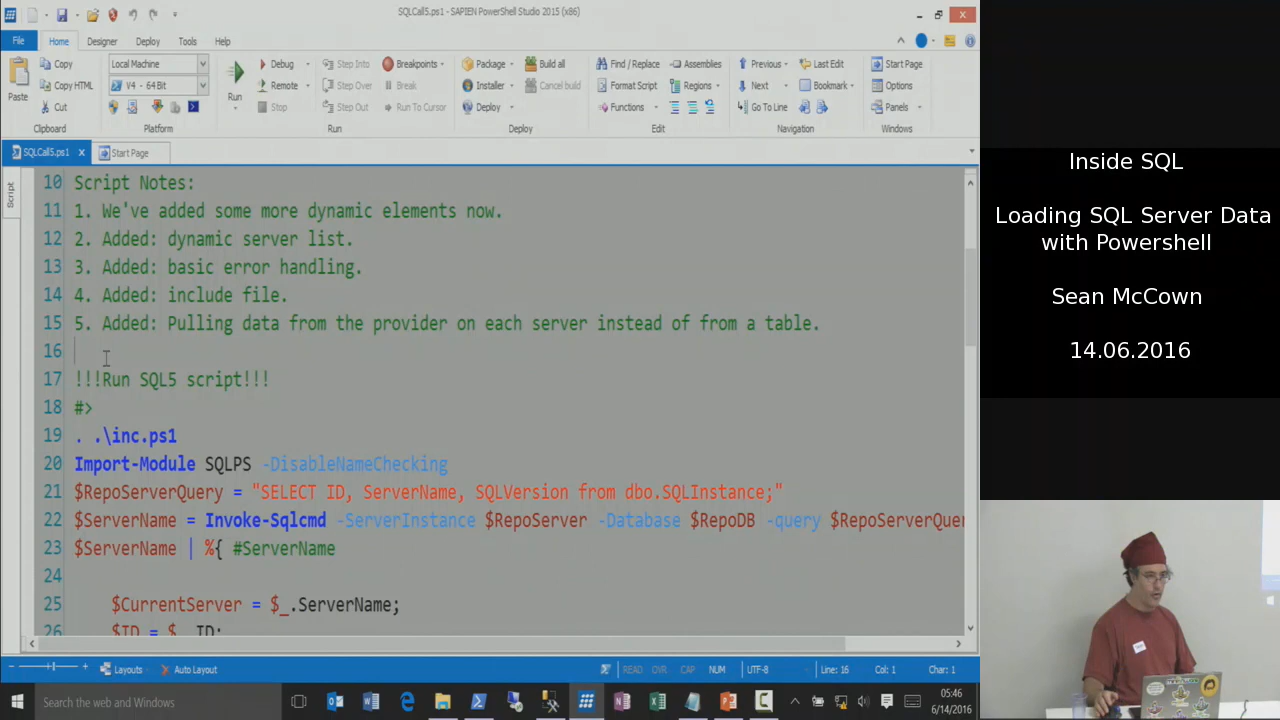 SQLCall5.ps1 - SAPIEN PowerShell Studio 2015 (x86)
File Home Designer Deploy Tools Help
Paste
Copy
Copy HTML
Cut
Clipboard
Local Machine
V4 - 64 Bit
Platform
Run
Debug
Remote
Stop
Step Into
Step Over
Step Out
Breakpoints
Break
Run To Cursor
Run
Package
Installer
Deploy
Build all
Cancel build
Deploy
Find / Replace
Format Script
Functions
Assemblies
Regions
Edit
Previous
Next
Go To Line
Last Edit
Bookmark
Navigation
Start Page
Options
Panels
Windows
SQLCall5.ps1 Start Page
Script
10 Script Notes:
11 1. We've added some more dynamic elements now.
12 2. Added: dynamic server list.
13 3. Added: basic error handling.
14 4. Added: include file.
15 5. Added: Pulling data from the provider on each server instead of from a table.
16
17 !!!Run SQL5 script!!!
18 #>
19 . .\inc.ps1
20 Import-Module SQLPS -DisableNameChecking
21 $RepoServerQuery = "SELECT ID, ServerName, SQLVersion from dbo.SQLInstance;"
22 $ServerName = Invoke-Sqlcmd -ServerInstance $RepoServer -Database $RepoDB -query $RepoServerQuer
23 $ServerName | %{ #ServerName
24
25 $CurrentServer = $_.ServerName;
26 $ID = $_.ID;
Layouts Auto Layout READ OVR CAP NUM UTF-8 Line: 16 Col: 1 Char: 1
Search the web and Windows
05:46
6/14/2016
Inside SQL
Loading SQL Server Data
with Powershell
Sean McCown
14.06.2016